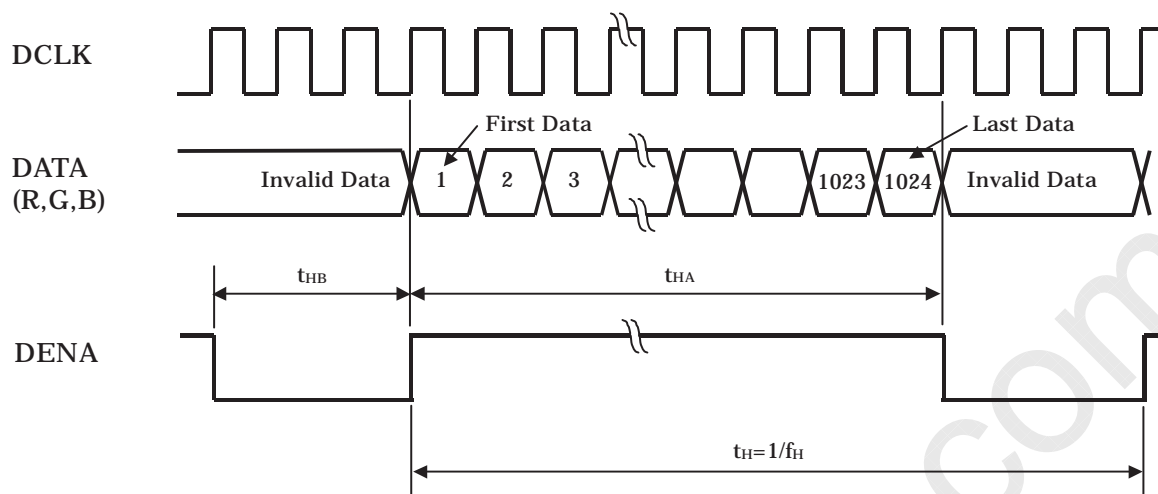 DCLK
First Data
Last Data
DATA
(R,G,B)
Invalid Data 1 2 3 1023 1024 Invalid Data
tHB tHA
DENA
tH=1/fH
com